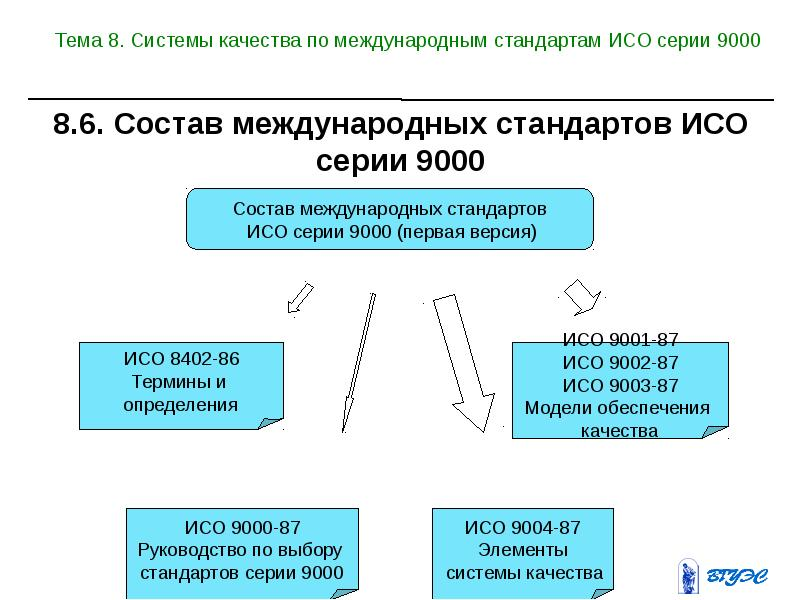 Тема 8. Системы качества по международным стандартам ИСО серии 9000
8.6. Состав международных стандартов ИСО
серии 9000
Состав международных стандартов
ИСО серии 9000 (первая версия)
ИСО 8402-86
Термины и
определения
ИСО 9001-87
ИСО 9002-87
ИСО 9003-87
Модели обеспечения
качества
ИСО 9000-87
Руководство по выбору
стандартов серии 9000
ИСО 9004-87
Элементы
системы качества
ВГУЭС